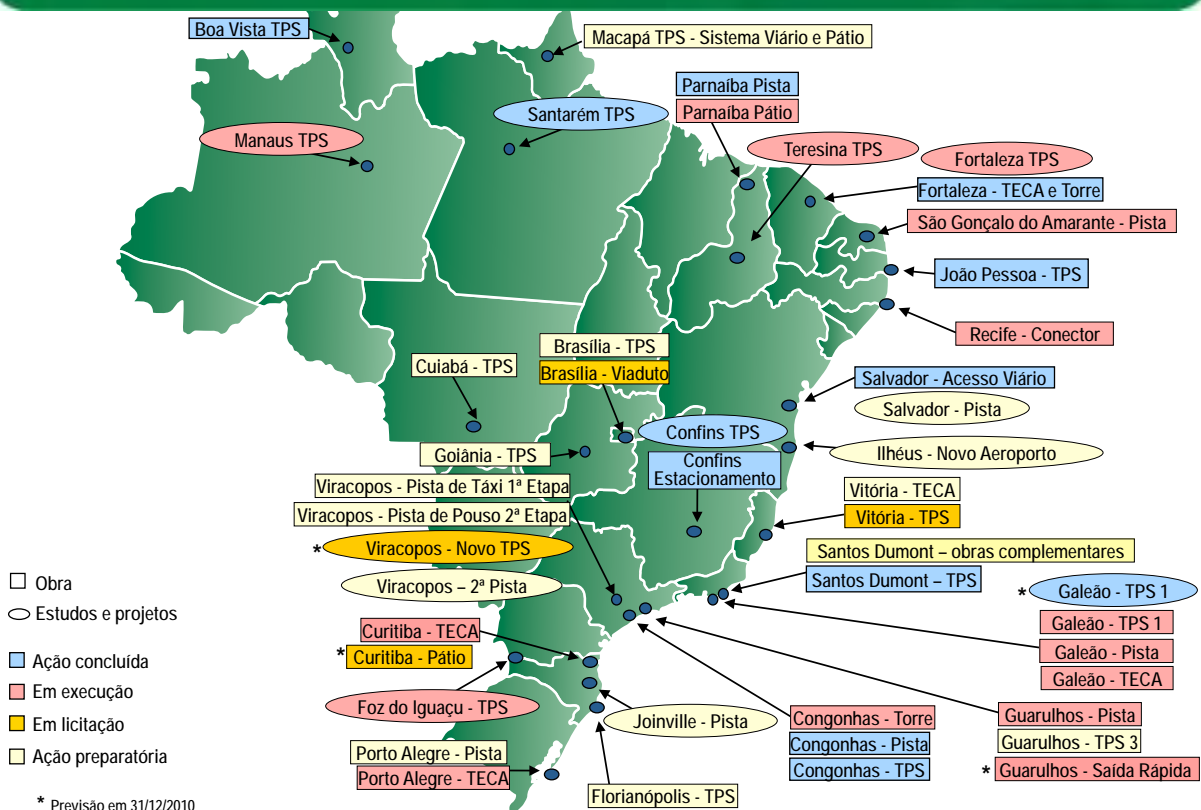 Boa Vista TPS
Macapá TPS - Sistema Viário e Pátio
Parnaíba Pista
Parnaíba Pátio
Santarém TPS
Manaus TPS
Teresina TPS
Fortaleza TPS
Fortaleza - TECA e Torre
São Gonçalo do Amarante - Pista
João Pessoa - TPS
Recife - Conector
Brasília - TPS
Brasília - Viaduto
Cuiabá - TPS
Salvador - Acesso Viário
Salvador - Pista
Confins TPS
Confins
Estacionamento
Goiânia - TPS
Ilhéus - Novo Aeroporto
Viracopos - Pista de Táxi 1ª Etapa
Viracopos - Pista de Pouso 2ª Etapa
* Viracopos - Novo TPS
Viracopos – 2ª Pista
Vitória - TECA
Vitória - TPS
Santos Dumont – obras complementares
Santos Dumont – TPS
* Galeão - TPS 1
Galeão - TPS 1
Galeão - Pista
Galeão - TECA
Curitiba - TECA
* Curitiba - Pátio
Foz do Iguaçu - TPS
Joinville - Pista
Congonhas - Torre
Congonhas - Pista
Congonhas - TPS
Guarulhos - Pista
Guarulhos - TPS 3
* Guarulhos - Saída Rápida
Porto Alegre - Pista
Porto Alegre - TECA
Florianópolis - TPS
Obra
Estudos e projetos
Ação concluída
Em execução
Em licitação
Ação preparatória
* Previsão em 31/12/2010